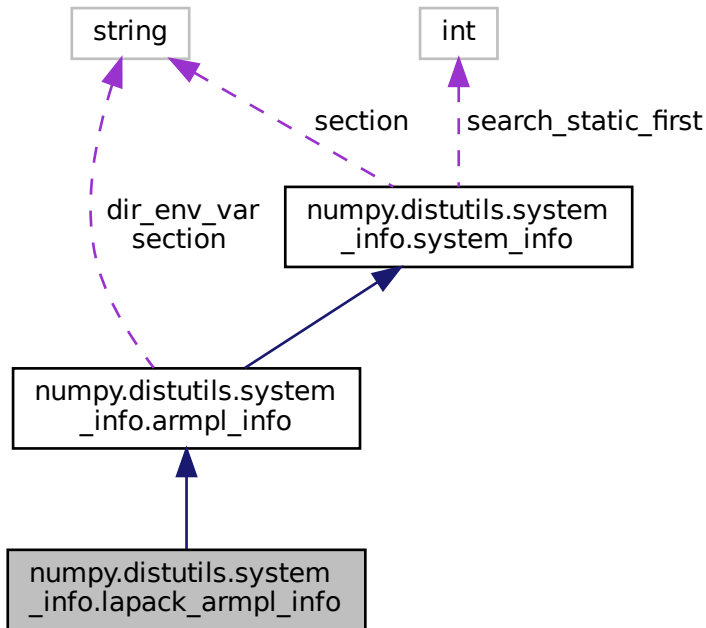 string
int
section
search_static_first
dir_env_var
section
numpy.distutils.system
_info.system_info
numpy.distutils.system
_info.armpl_info
numpy.distutils.system
_info.lapack_armpl_info